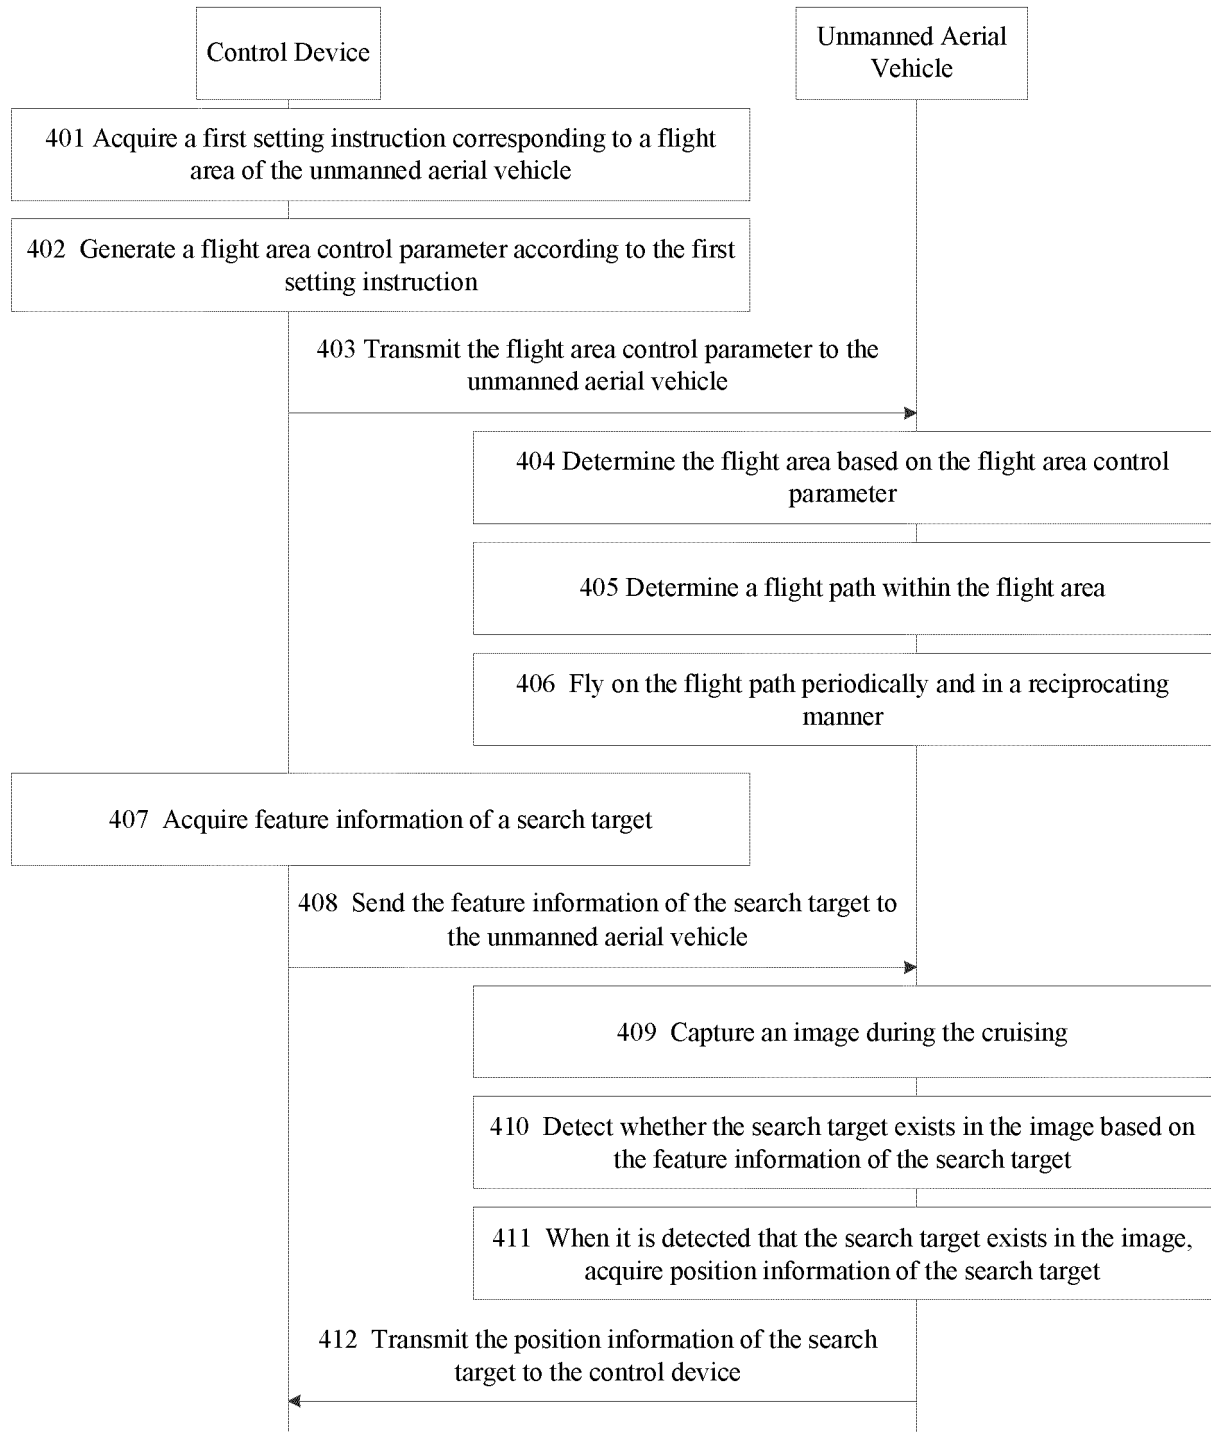 Control Device
Unmanned Aerial
Vehicle
401 Acquire a first setting instruction corresponding to a flight
area of the unmanned aerial vehicle
402 Generate a flight area control parameter according to the first
setting instruction
403 Transmit the flight area control parameter to the
unmanned aerial vehicle
404 Determine the flight area based on the flight area control
parameter
405 Determine a flight path within the flight area
406 Fly on the flight path periodically and in a reciprocating
manner
407 Acquire feature information of a search target
408 Send the feature information of the search target to
the unmanned aerial vehicle
409 Capture an image during the cruising
410 Detect whether the search target exists in the image based on
the feature information of the search target
411 When it is detected that the search target exists in the image,
acquire position information of the search target
412 Transmit the position information of the search
target to the control device